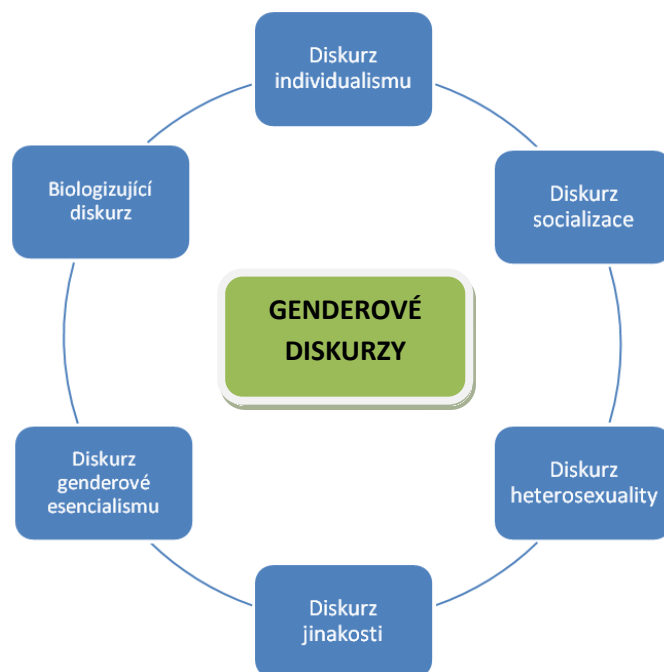 Diskurz
individualismu
Biologizující
diskurz
Diskurz
socializace
GENDEROVÉ
DISKURZY
Diskurz
genderové
esencialismu
Diskurz
heterosexuality
Diskurz
jinakosti